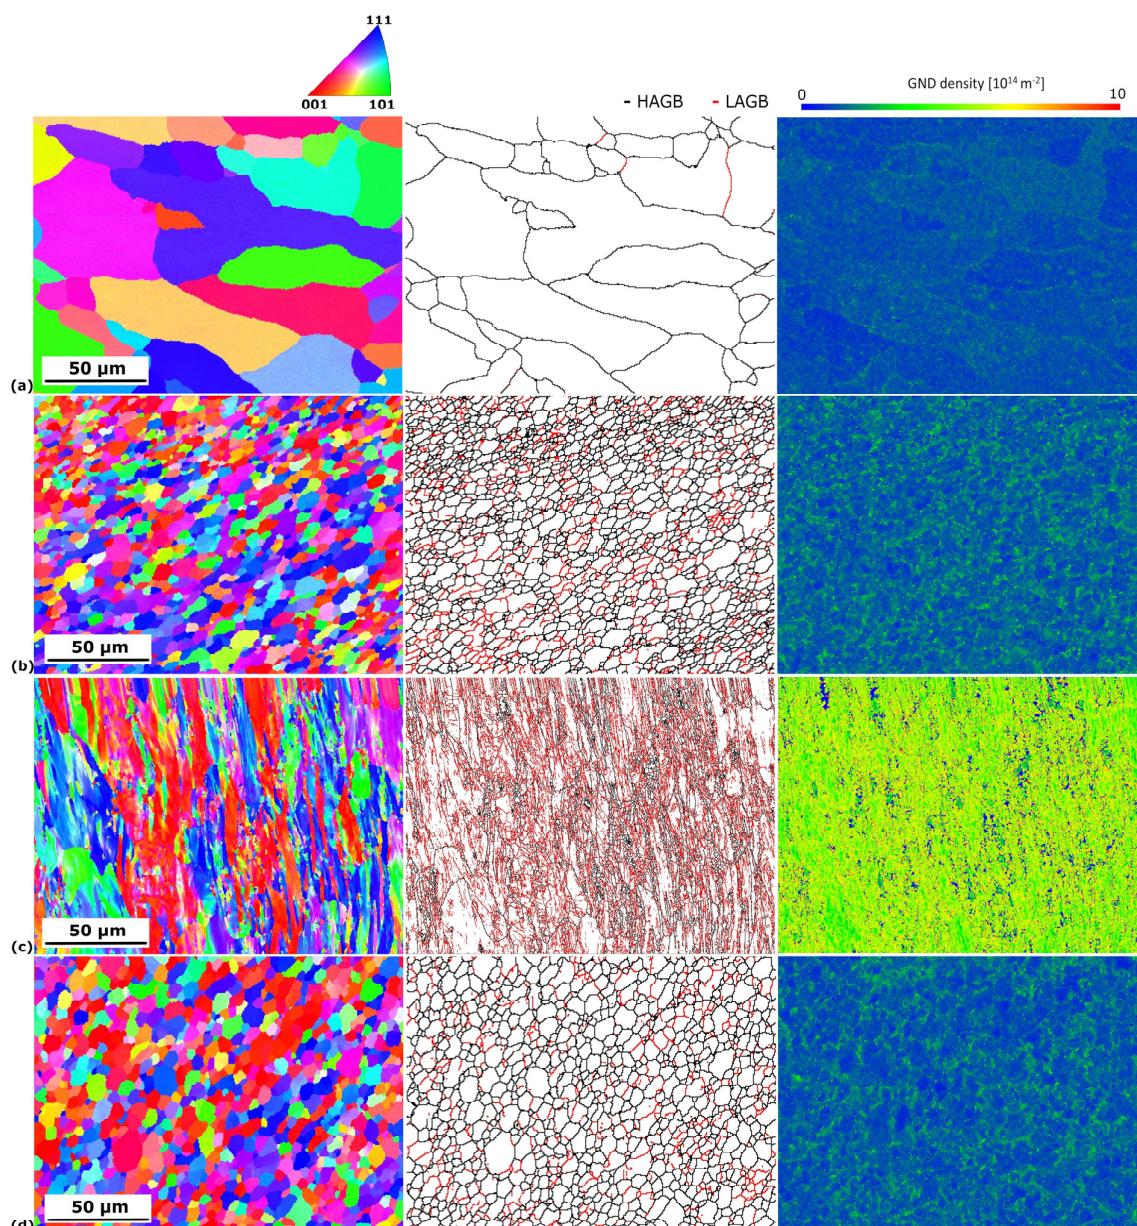 111
001 101
HAGB LAGB
GND density [10¹⁴ m⁻²]
0 10
50 µm
(a)
50 µm
(b)
50 µm
(c)
50 µm
(d)